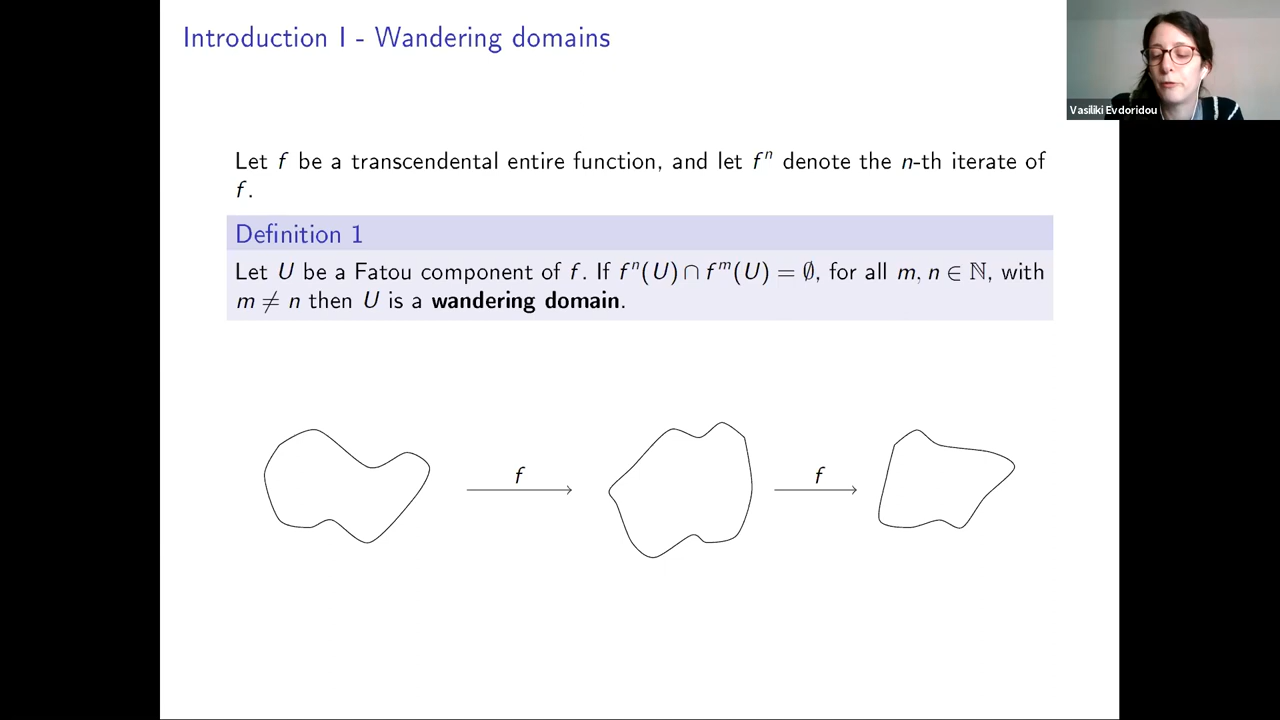 Introduction I - Wandering domains
Vasiliki Evdoridou
Let f be a transcendental entire function, and let fⁿ denote the n-th iterate of
f.
Definition 1
Let U be a Fatou component of f. If fⁿ(U) ∩ fᵐ(U) = ∅, for all m, n ∈ ℕ, with
m ≠ n then U is a wandering domain.
f
f